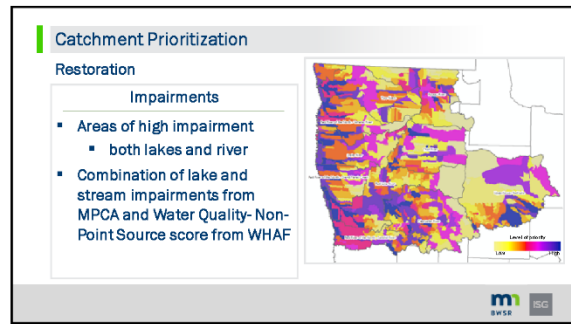 Catchment Prioritization
Restoration
Impairments
▪ Areas of high impairment
▪ both lakes and river
▪ Combination of lake and
stream impairments from
MPCA and Water Quality- Non-
Point Source score from WHAF
Level of priority
Low High
BWSR
ISG